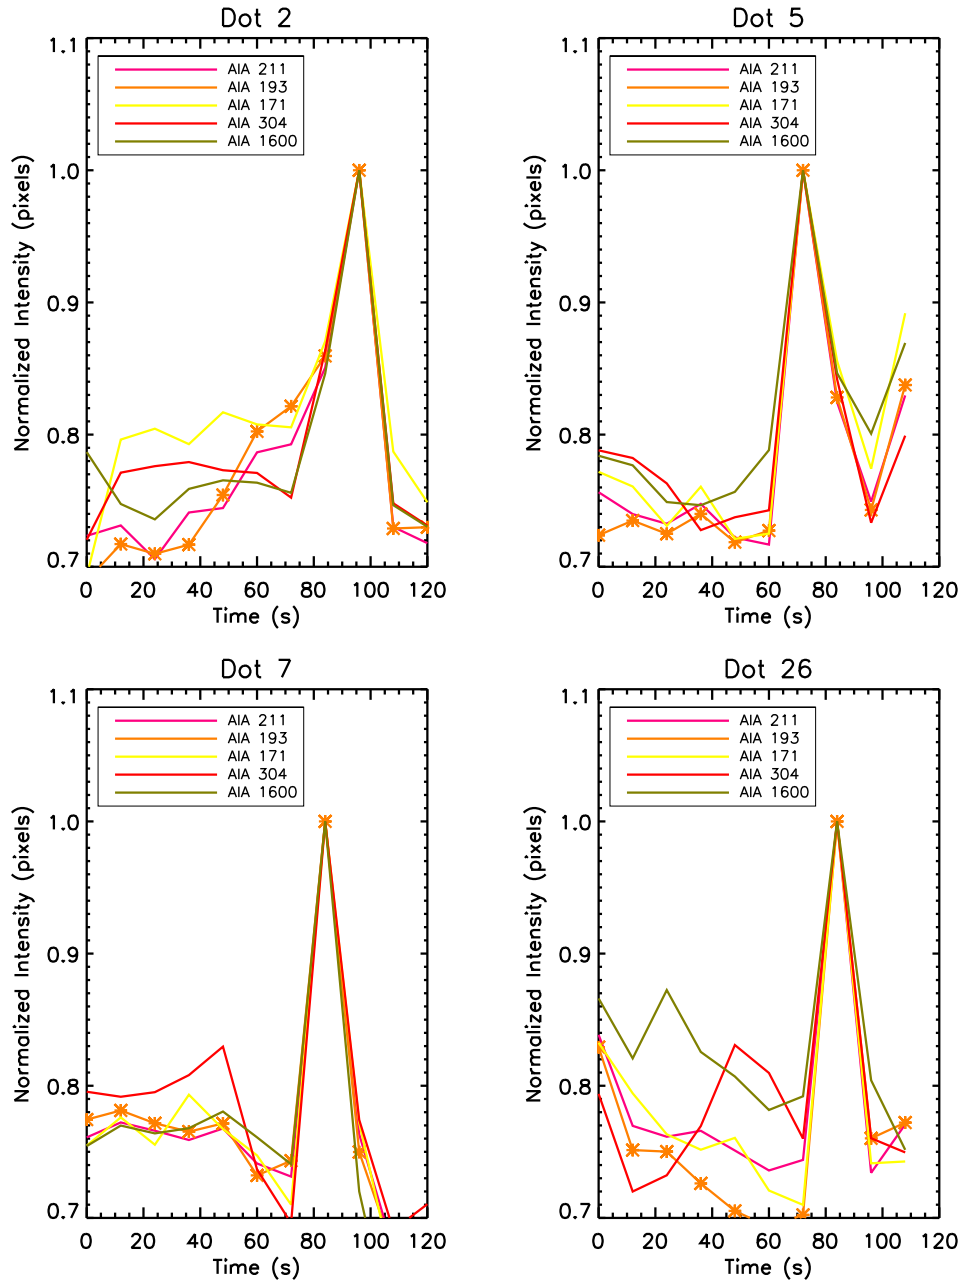 Dot 2
Normalized Intensity (pixels)
1.1
1.0
0.9
0.8
0.7
AIA 211
AIA 193
AIA 171
AIA 304
AIA 1600
0 20 40 60 80 100 120
Time (s)
Dot 5
Normalized Intensity (pixels)
1.1
1.0
0.9
0.8
0.7
AIA 211
AIA 193
AIA 171
AIA 304
AIA 1600
0 20 40 60 80 100 120
Time (s)
Dot 7
Normalized Intensity (pixels)
1.1
1.0
0.9
0.8
0.7
AIA 211
AIA 193
AIA 171
AIA 304
AIA 1600
0 20 40 60 80 100 120
Time (s)
Dot 26
Normalized Intensity (pixels)
1.1
1.0
0.9
0.8
0.7
AIA 211
AIA 193
AIA 171
AIA 304
AIA 1600
0 20 40 60 80 100 120
Time (s)